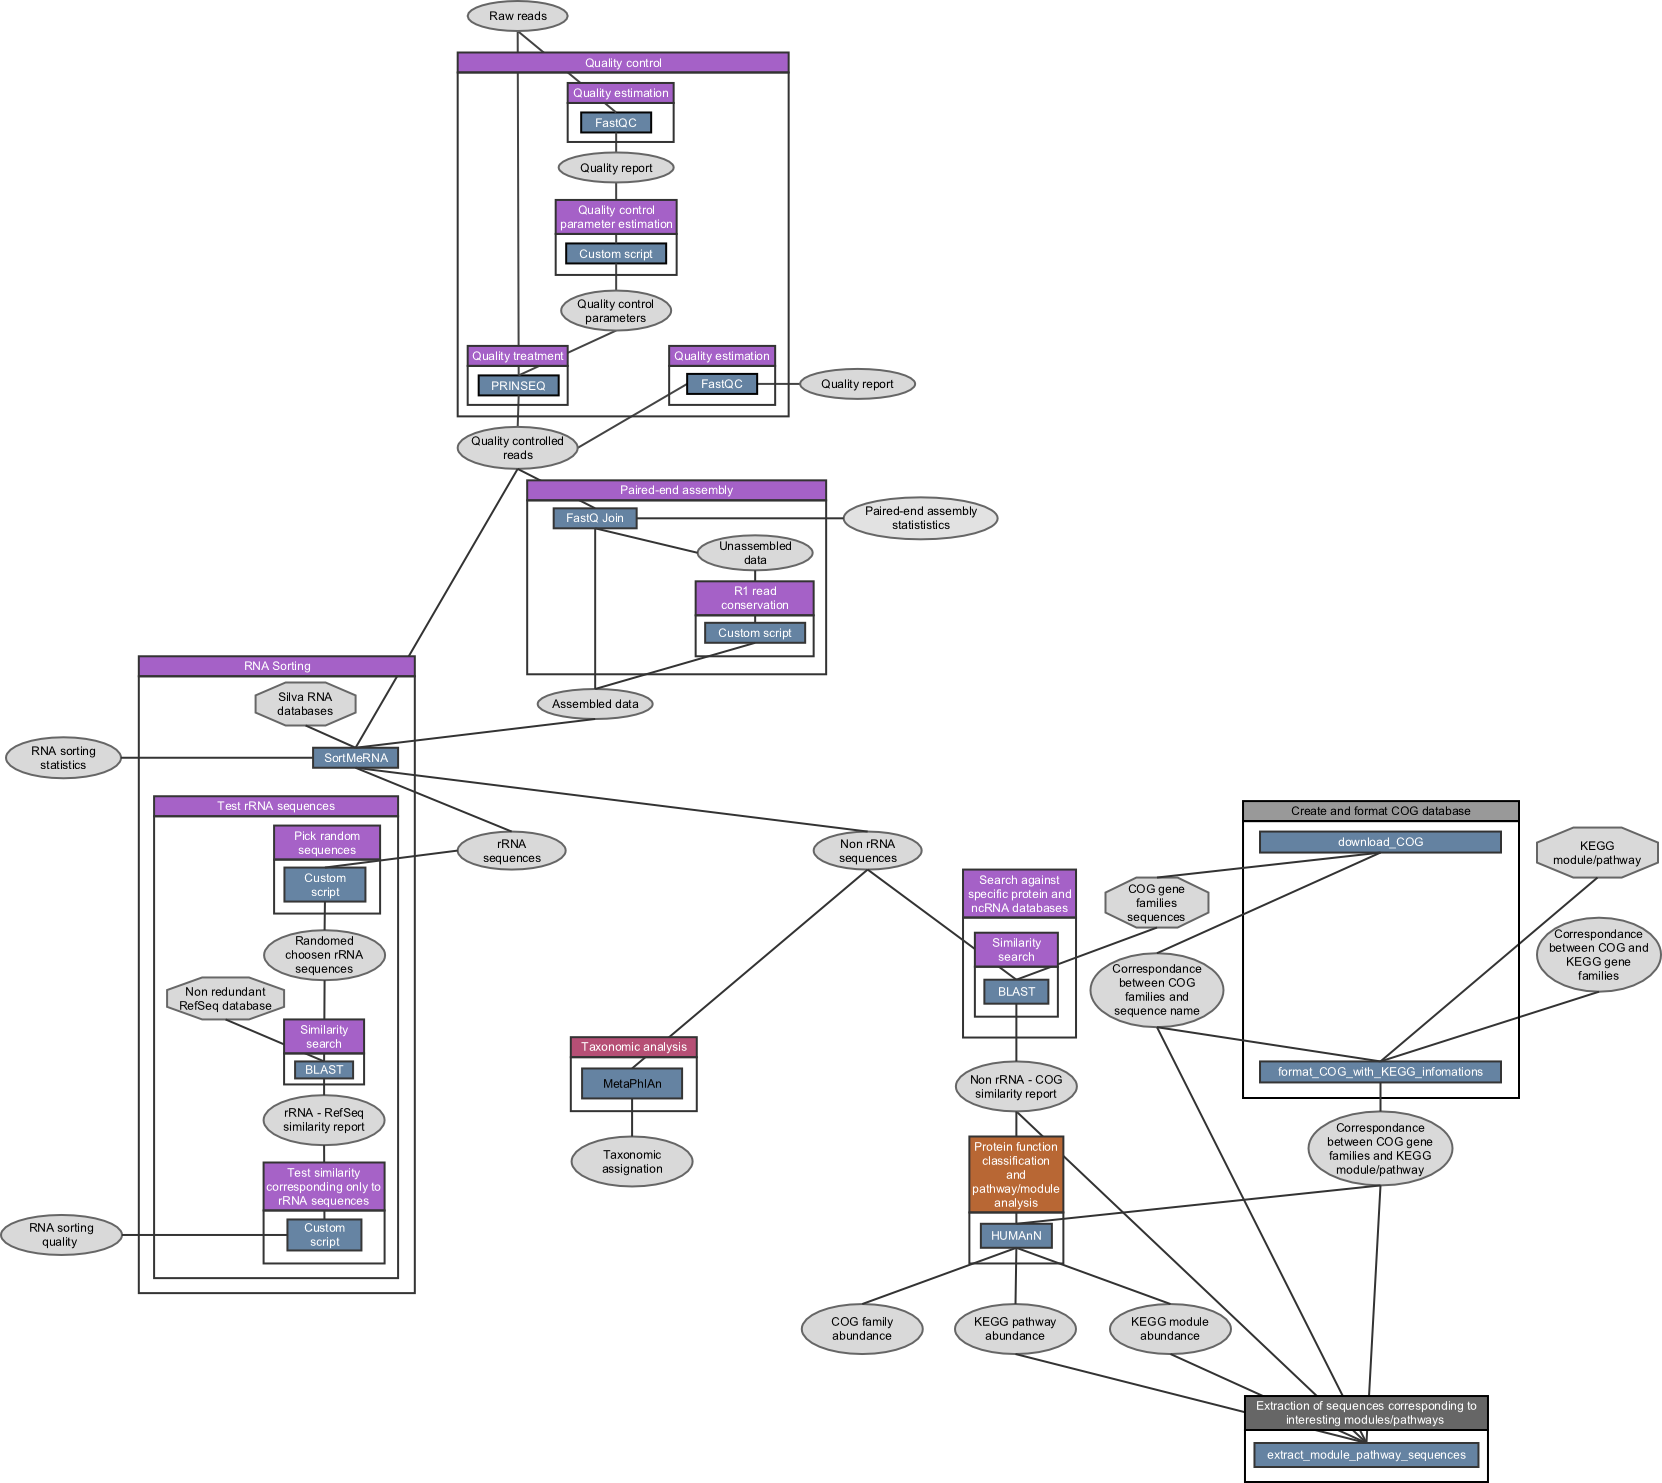 Raw reads
Quality control
Quality estimation
FastQC
Quality report
Quality control
parameter estimation
Custom script
Quality control
parameters
Quality treatment
PRINSEQ
Quality estimation
FastQC
Quality report
Quality controlled
reads
Paired-end assembly
FastQ Join
Paired-end assembly
statististics
Unassembled
data
R1 read
conservation
Custom script
Assembled data
RNA Sorting
Silva RNA
databases
SortMeRNA
RNA sorting
statistics
Test rRNA sequences
Pick random
sequences
Custom
script
rRNA
sequences
Randomed
choosen rRNA
sequences
Non redundant
RefSeq database
Similarity
search
BLAST
rRNA - RefSeq
similarity report
Test similarity
corresponding only to
rRNA sequences
Custom
script
RNA sorting
quality
Non rRNA
sequences
Taxonomic analysis
MetaPhlAn
Taxonomic
assignation
Search against
specific protein and
ncRNA databases
Similarity
search
BLAST
COG gene
families
sequences
Create and format COG database
download_COG
KEGG
module/pathway
Correspondance
between COG and
KEGG gene
families
Correspondance
between COG
families and
sequence name
format_COG_with_KEGG_infomations
Non rRNA - COG
similarity report
Correspondance
between COG gene
families and KEGG
module/pathway
Protein function
classification
and
pathway/module
analysis
HUMAnN
COG family
abundance
KEGG pathway
abundance
KEGG module
abundance
Extraction of sequences corresponding to
interesting modules/pathways
extract_module_pathway_sequences